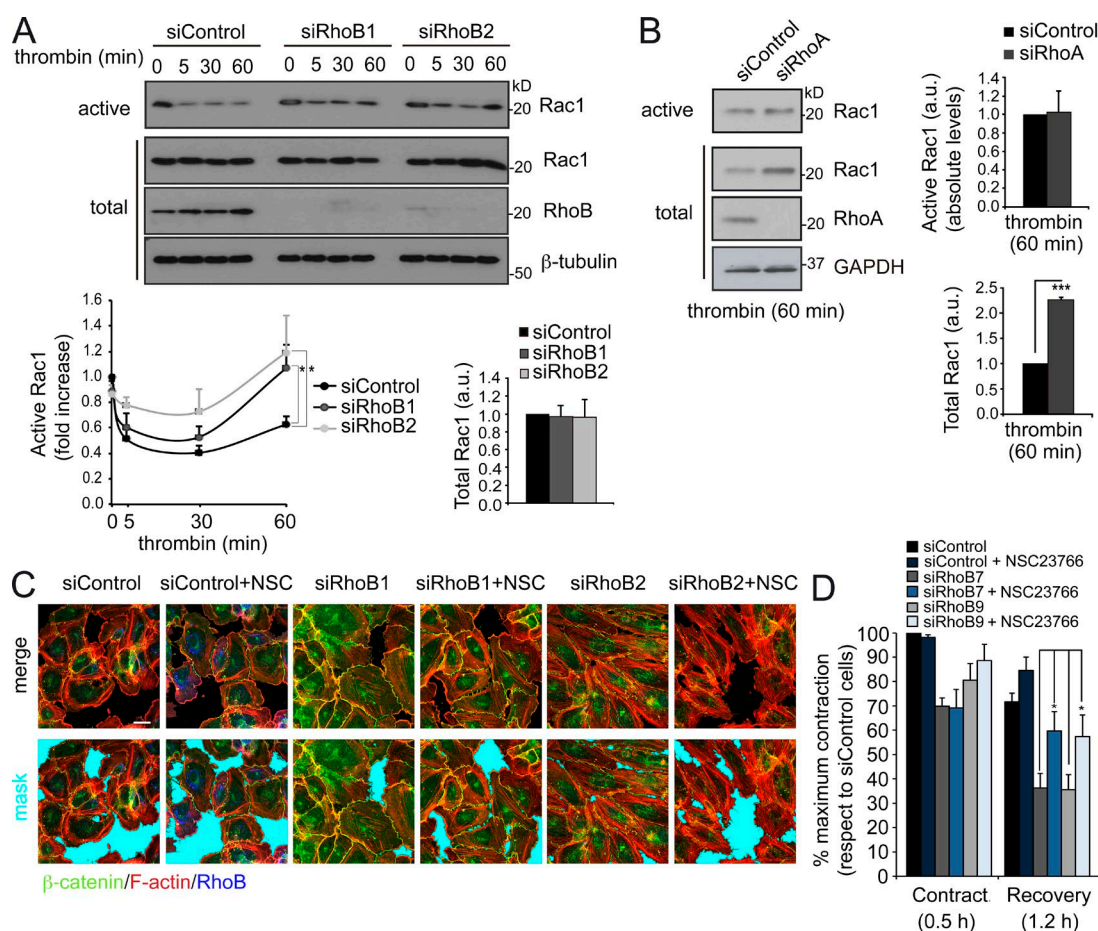 A
siControl siRhoB1 siRhoB2
thrombin (min) 0 5 30 60 0 5 30 60 0 5 30 60
kD
active -20 Rac1
total
-20 Rac1
-20 RhoB
-50 β-tubulin
Active Rac1
(fold increase)
1.6
1.4
1.2
1.0
0.8
0.6
0.4
0.2
0.0
0 5 30 60
thrombin (min)
**
siControl
siRhoB1
siRhoB2
siControl
siRhoB1
siRhoB2
Total Rac1 (a.u.)
1.4
1.2
1.0
0.8
0.6
0.4
0.2
0.0
B
siControl
siRhoA
kD
active -20 Rac1
total
-20 Rac1
-20 RhoA
-37 GAPDH
thrombin (60 min)
siControl
siRhoA
Active Rac1 (a.u.)
(absolute levels)
1.4
1.2
1.0
0.8
0.6
0.4
0.2
0.0
thrombin
(60 min)
Total Rac1 (a.u.)
2.5
2.0
1.5
1.0
0.5
0.0
***
thrombin
(60 min)
C
siControl siControl+NSC siRhoB1 siRhoB1+NSC siRhoB2 siRhoB2+NSC
merge
mask
β-catenin/F-actin/RhoB
D
siControl
siControl + NSC23766
siRhoB7
siRhoB7 + NSC23766
siRhoB9
siRhoB9 + NSC23766
% maximum contraction
(respect to siControl cells)
100
90
80
70
60
50
40
30
20
10
0
* *
Contract. Recovery
(0.5 h) (1.2 h)